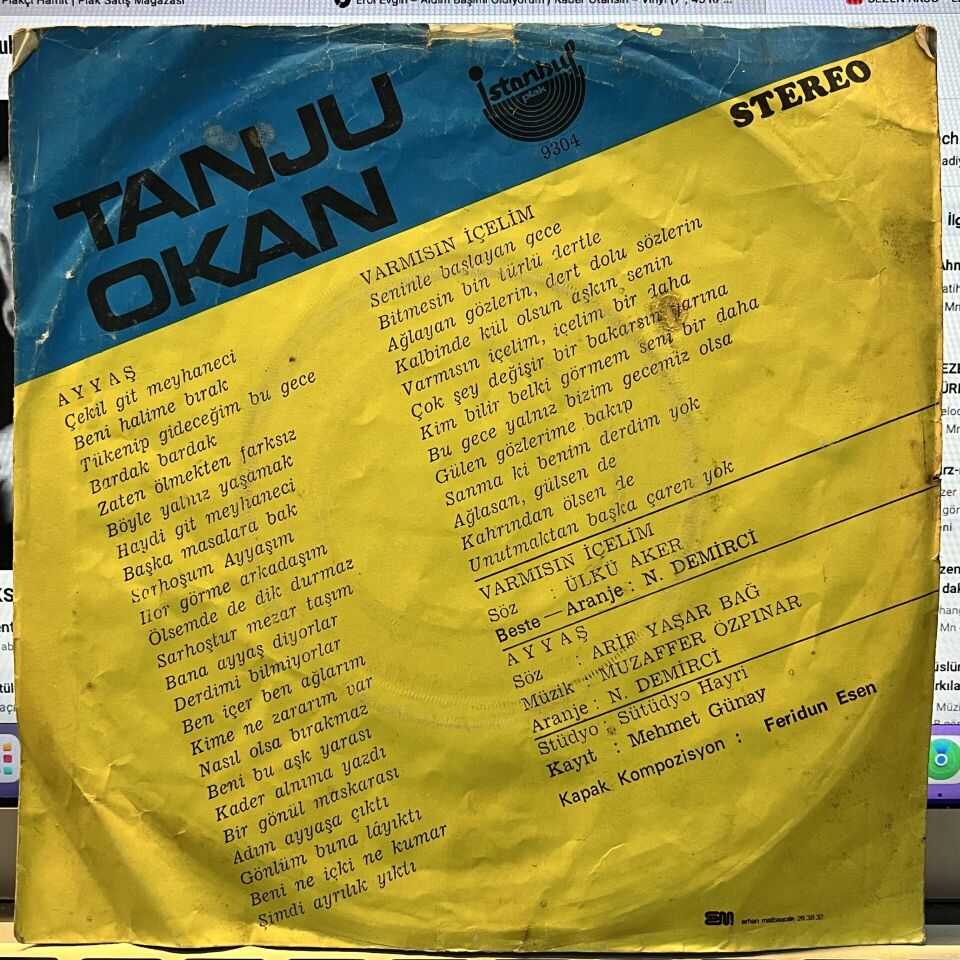 Plakçı Hamit | Plak Satış Mağazası
TANJU
OKAN
istanbul
plak
9304
STEREO
AYYAŞ
Çekil git meyhaneci
Beni halime bırak
Tükenip gideceğim bu gece
Bardak bardak
Zaten ölmekten farksız
Böyle yalnız yaşamak
Haydi git meyhaneci
Başka masalara bak
Sarhoşum Ayyaşım
Hor görme arkadaşım
Ölsemde de dik durmaz
Sarhoştur mezar taşım
Bana ayyaş diyorlar
Derdimi bilmiyorlar
Ben içer ben ağlarım
Kime ne zararım var
Nasıl olsa bırakmaz
Beni bu aşk yarası
Kader alnıma yazdı
Bir gönül maskarası
Adım ayyaşa çıktı
Gönlüm buna lâyıktı
Beni ne içki ne kumar
Şimdi ayrılık yıktı
VARMISIN İÇELİM
Seninle başlayan gece
Bitmesin bin türlü dertle
Ağlayan gözlerin, dert dolu sözlerin
Kalbinde kül olsun aşkın senin
Varmısın içelim, içelim bir daha
Çok şey değişir bir bakarsın yarına
Kim bilir belki görmem seni bir daha
Bu gece yalnız bizim gecemiz olsa
Gülen gözlerime bakıp
Sanma ki benim derdim yok
Ağlasan, gülsen de
Kahrından ölsen de
Unutmaktan başka çaren yok
VARMISIN İÇELİM
Söz : ÜLKÜ AKER
Beste — Aranje : N. DEMİRCİ
AYYAŞ
Söz : ARİF YAŞAR BAĞ
Müzik : MUZAFFER ÖZPINAR
Aranje : N. DEMİRCİ
Stüdyo : Sütüdyo Hayri
Kayıt : Mehmet Günay
Kapak Kompozisyon : Feridun Esen
erhan matbaacılık 26 38 32